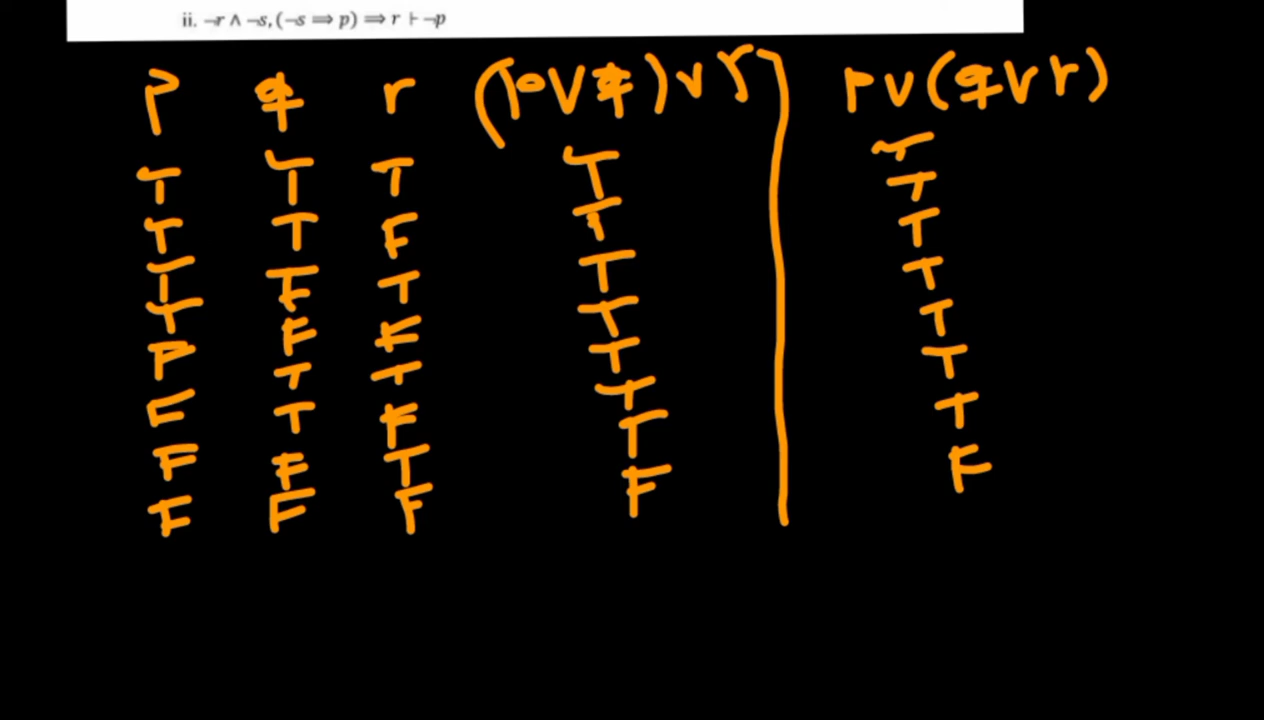 ii. ¬r ∧ ¬s, (¬s ⟹ p) ⟹ r ⊢ ¬p
p q r (p∨q)∨r p∨(q∨r)
T T T T T
T T F T T
T F T T T
T F F T T
F T T T T
F T F T T
F F T T T
F F F F F